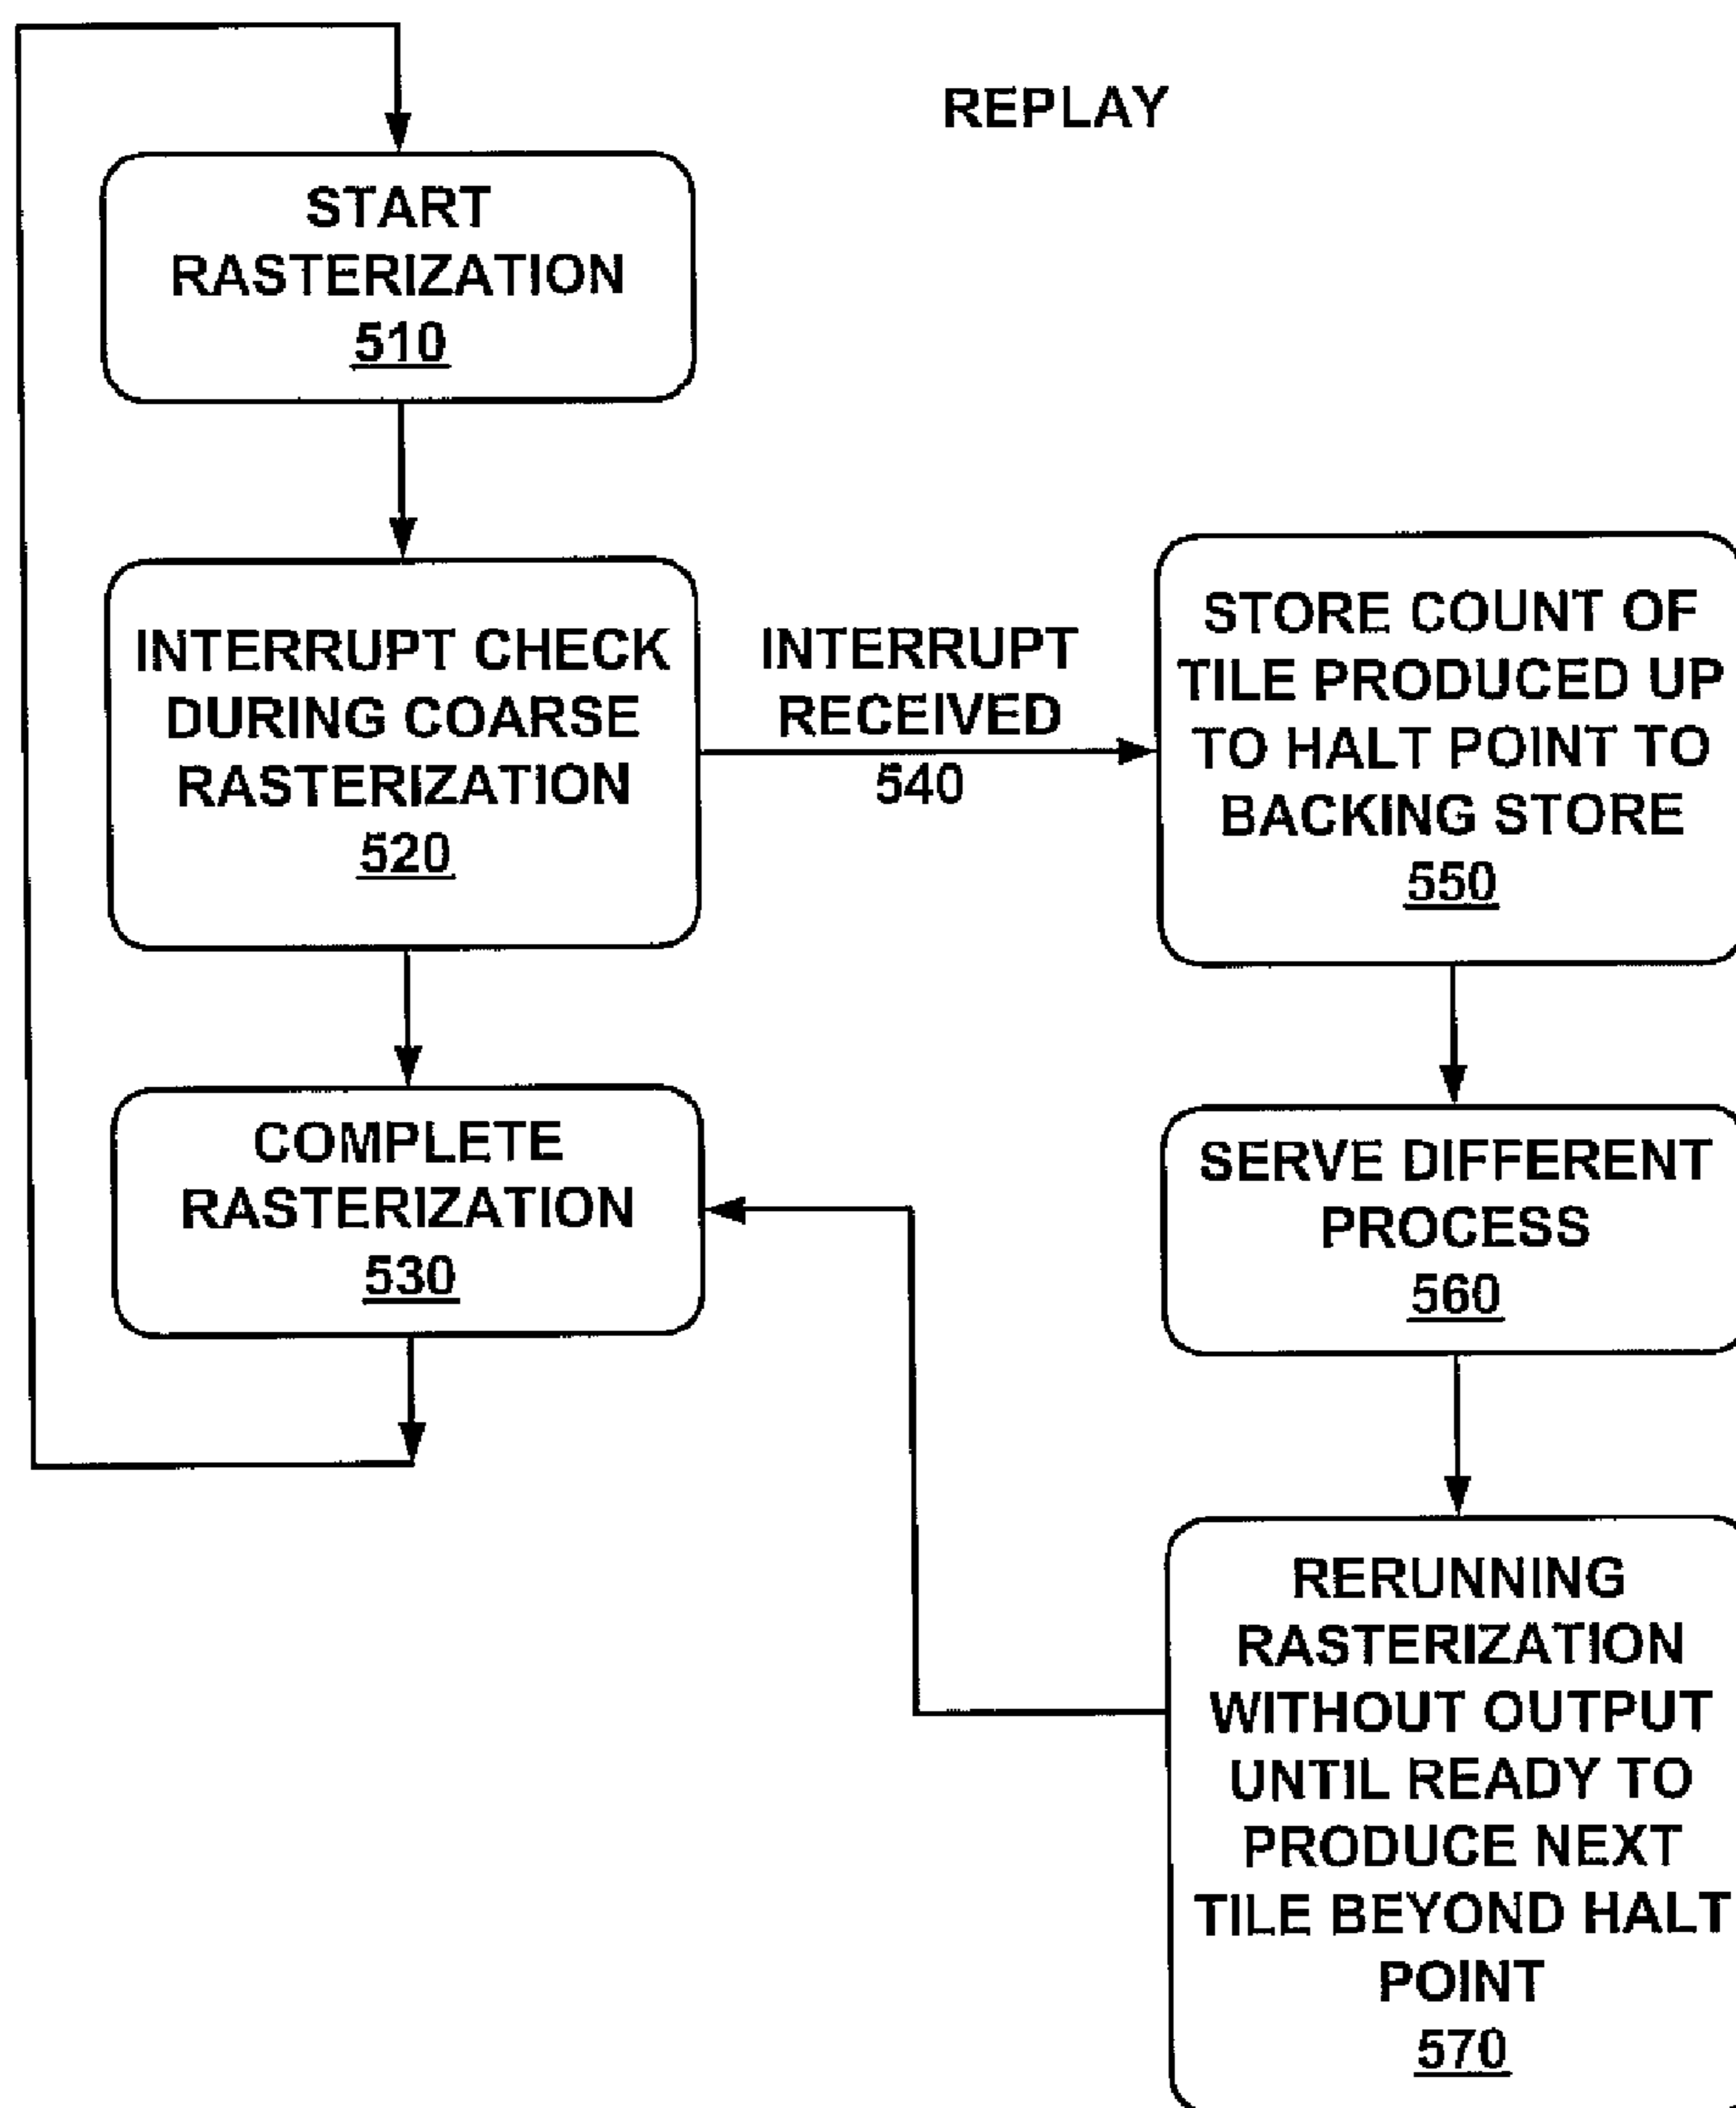 REPLAY
START
RASTERIZATION
510
INTERRUPT CHECK
DURING COARSE
RASTERIZATION
520
INTERRUPT
RECEIVED
540
STORE COUNT OF
TILE PRODUCED UP
TO HALT POINT TO
BACKING STORE
550
COMPLETE
RASTERIZATION
530
SERVE DIFFERENT
PROCESS
560
RERUNNING
RASTERIZATION
WITHOUT OUTPUT
UNTIL READY TO
PRODUCE NEXT
TILE BEYOND HALT
POINT
570